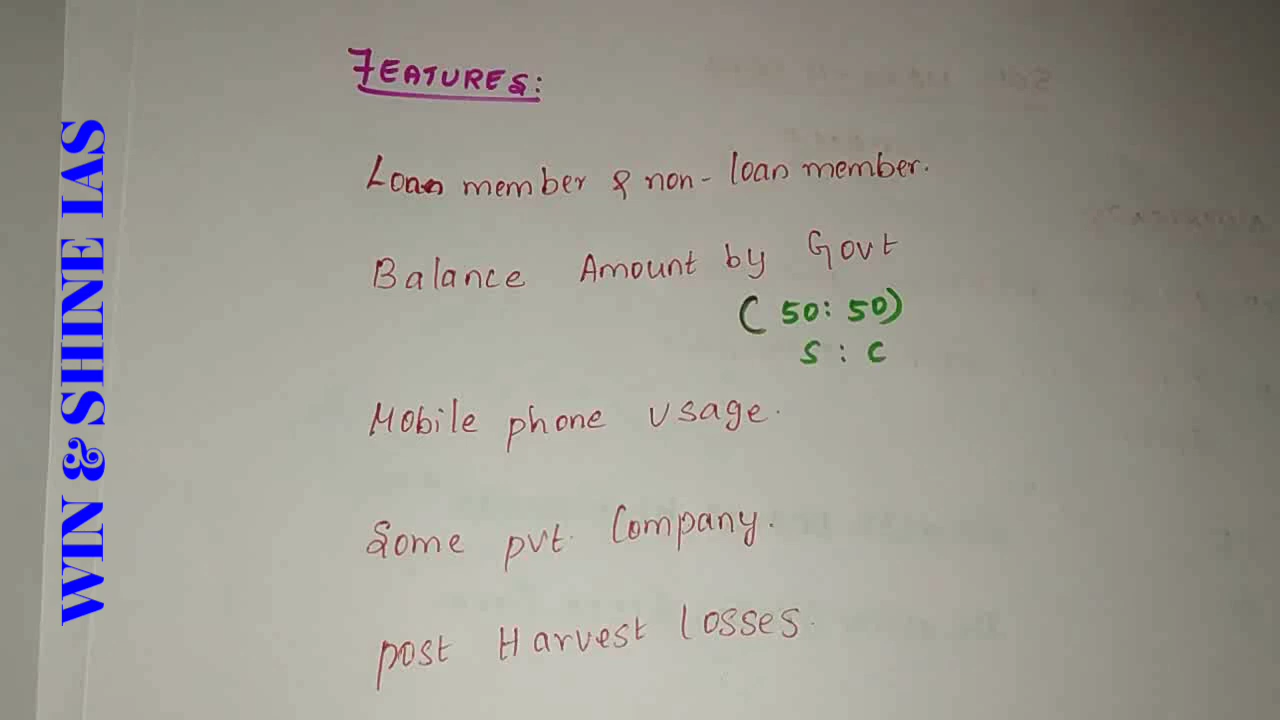 WIN & SHINE IAS
FEATURES:
Loan member & non-loan member.
Balance Amount by Govt
(50:50)
S : C
Mobile phone usage.
Some pvt. Company.
post Harvest losses.